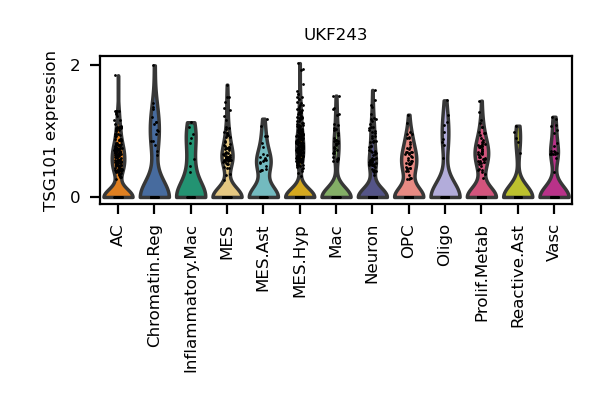 UKF243
TSG101 expression
2
0
AC
Chromatin.Reg
Inflammatory.Mac
MES
MES.Ast
MES.Hyp
Mac
Neuron
OPC
Oligo
Prolif.Metab
Reactive.Ast
Vasc